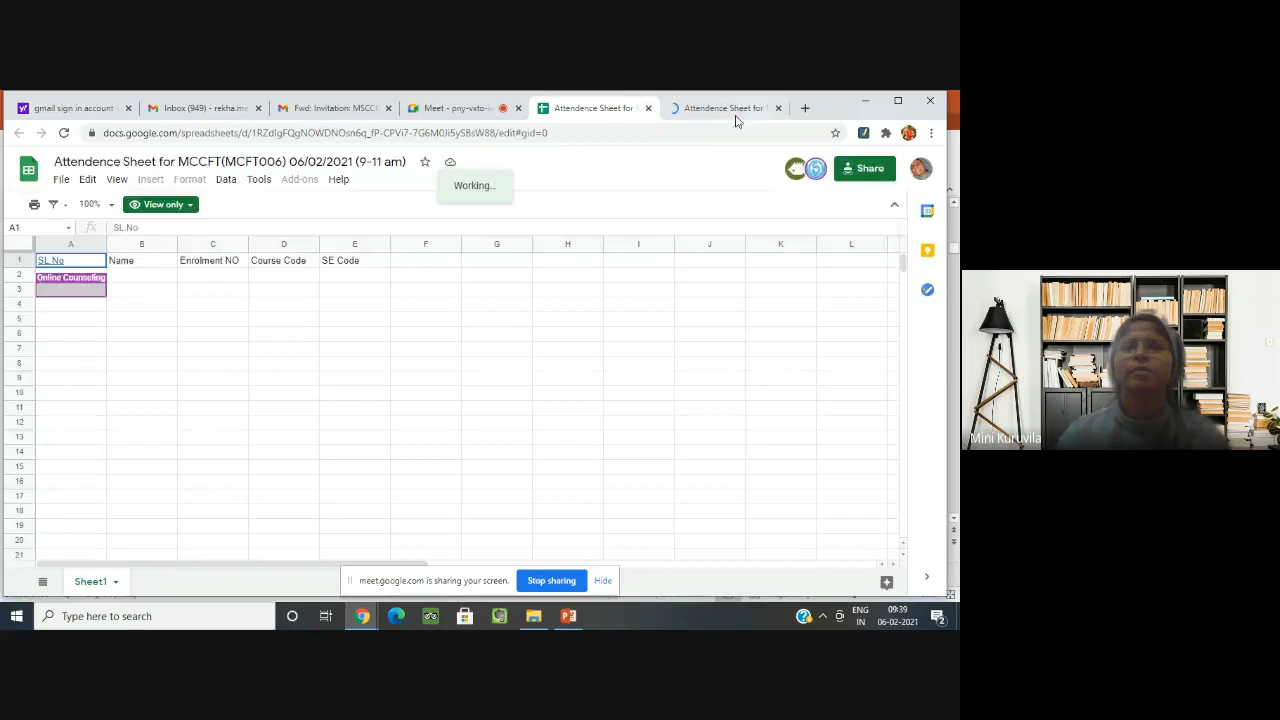 gmail sign in account
Inbox (949) - rekha.me
Fwd: Invitation: MSCC
Meet - pny-vxto-i
Attendence Sheet for
Attendence Sheet for
docs.google.com/spreadsheets/d/1RZdIgFQgNOWDNOsn6q_fP-CPVi7-7G6M0Ji5ySBsW88/edit#gid=0
Attendence Sheet for MCCFT(MCFT006) 06/02/2021 (9-11 am)
File Edit View Insert Format Data Tools Add-ons Help
Working...
Share
100%
View only
A1
fx
SL.No
A B C D E F G H I J K L
1 SL.No Name Enrolment NO Course Code SE Code
2 Online Counseling
3
4
5
6
7
8
9
10
11
12
13
14
15
16
17
18
19
20
21
Sheet1
meet.google.com is sharing your screen.
Stop sharing
Hide
Type here to search
ENG
IN
09:39
06-02-2021
2
Mini Kuruvila